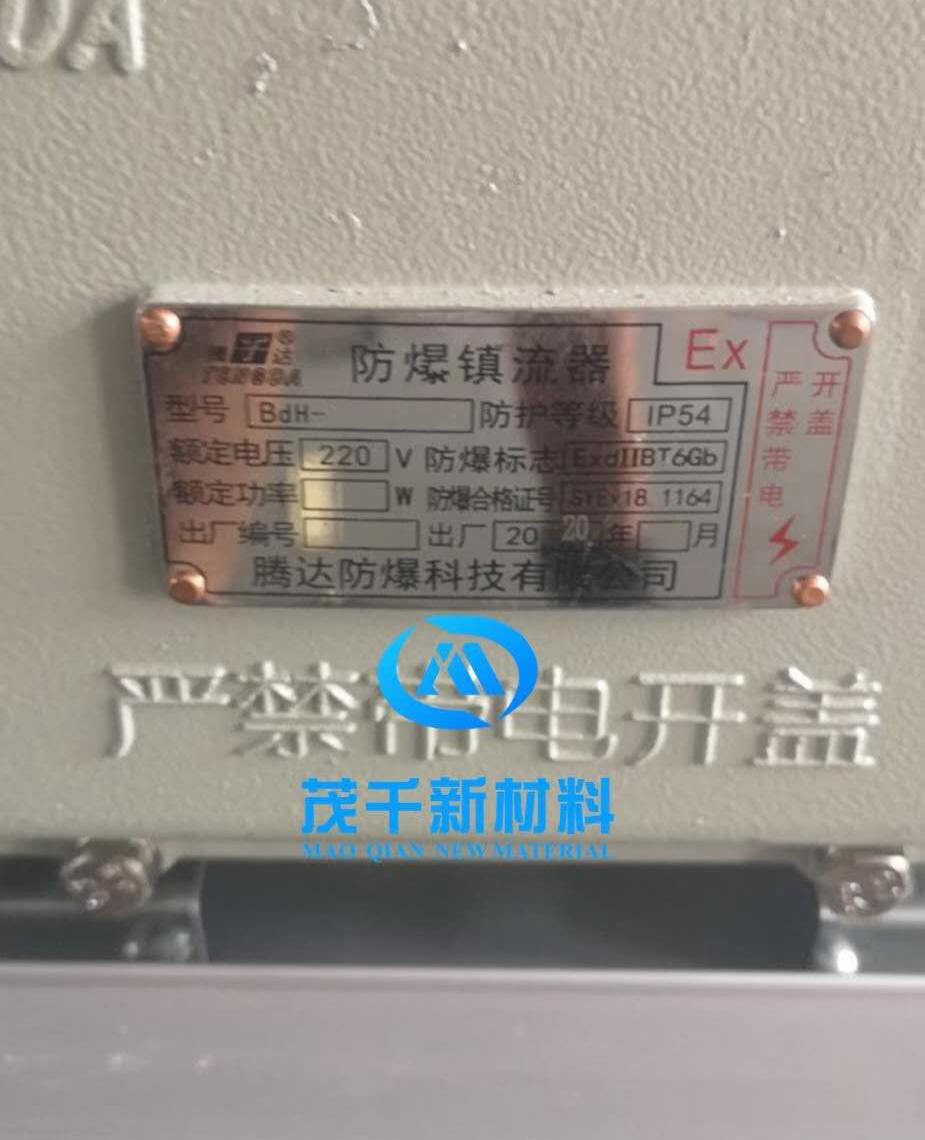 DA
腾达®
TENGDA
防爆镇流器
Ex
型号 BdH- 防护等级 IP54
额定电压 220 V 防爆标志 ExdIIBT6Gb
额定功率 W 防爆合格证号 SYEx18.1164
出厂编号 出厂 20 20 年 月
腾达防爆科技有限公司
严禁带电
开盖
严禁带电开盖
茂千新材料
MAO QIAN NEW MATERIAL